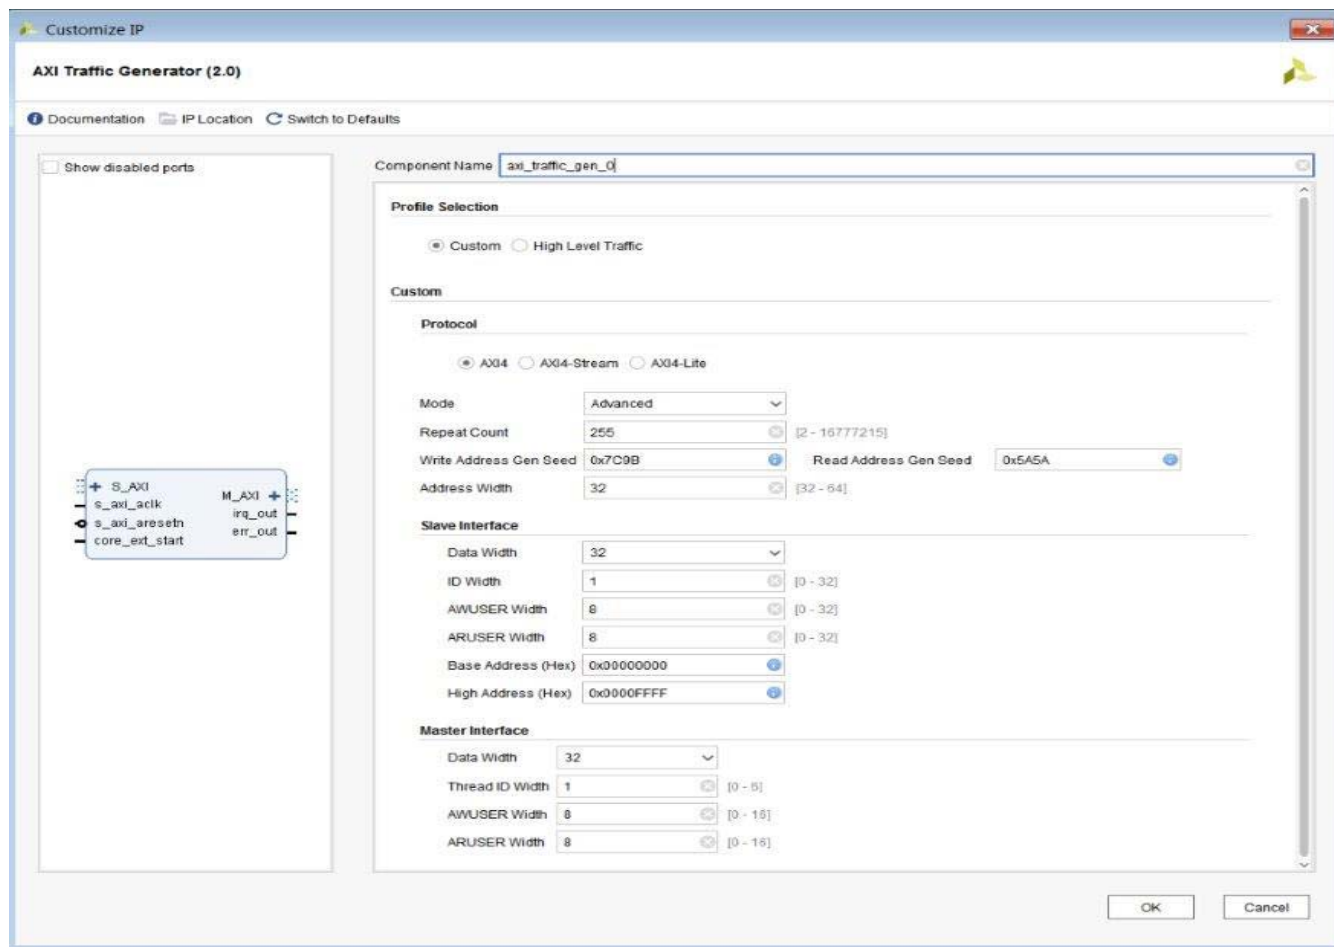 Customize IP
AXI Traffic Generator (2.0)
Documentation IP Location Switch to Defaults
Show disabled ports
Component Name axi_traffic_gen_0
Profile Selection
Custom High Level Traffic
Custom
Protocol
AXI4 AXI4-Stream AXI4-Lite
Mode Advanced
Repeat Count 255 [2 - 16777215]
Write Address Gen Seed 0x7C9B Read Address Gen Seed 0x5A5A
Address Width 32 [32 - 64]
Slave Interface
Data Width 32
ID Width 1 [0 - 32]
AWUSER Width 8 [0 - 32]
ARUSER Width 8 [0 - 32]
Base Address (Hex) 0x00000000
High Address (Hex) 0x0000FFFF
Master Interface
Data Width 32
Thread ID Width 1 [0 - 6]
AWUSER Width 8 [0 - 16]
ARUSER Width 8 [0 - 16]
S_AXI
s_axi_aclk
s_axi_aresetn
core_ext_start
M_AXI
irq_out
err_out
OK Cancel